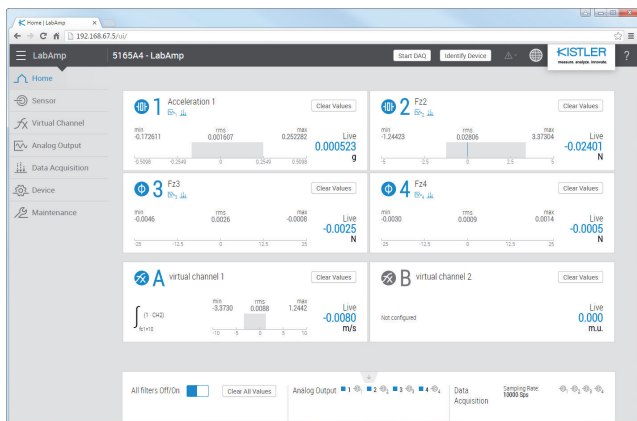 Home | LabAmp
192.168.67.5/ui/
LabAmp
5165A4 - LabAmp
Start DAQ
Identify Device
KISTLER
measure. analyze. innovate.
?
Home
Sensor
Virtual Channel
Analog Output
Data Acquisition
Device
Maintenance
1 Acceleration 1
Clear Values
min rms max
-0.172611 0.001607 0.252282
Live
0.000523
g
-0.5098 -0.2549 0 0.2549 0.5098
2 Fz2
Clear Values
min rms max
-1.24423 0.02806 3.37304
Live
-0.02401
N
-5 -2.5 0 2.5 5
3 Fz3
Clear Values
min rms max
-0.0046 0.0026 -0.0008
Live
-0.0025
N
-25 -12.5 0 12.5 25
4 Fz4
Clear Values
min rms max
-0.0030 0.0009 0.0014
Live
-0.0005
N
-25 -12.5 0 12.5 25
A virtual channel 1
Clear Values
∫ (1 · CH2)
min rms max
-3.3730 0.0088 1.2442
Live
-0.0080
m/s
-10 -5 0 5 10
B virtual channel 2
Clear Values
Not configured
Live
0.000
m.u.
All filters Off/On
Clear All Values
Analog Output 1 2 3 4
Data Acquisition
Sampling Rate:
10000 Sps